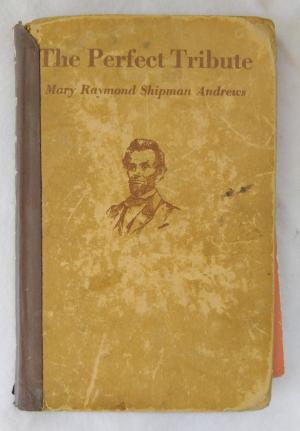 The Perfect Tribute
Mary Raymond Shipman Andrews